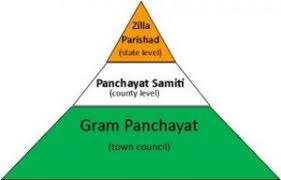 Zilla
Parishad
(state level)
Panchayat Samiti
(county level)
Gram Panchayat
(town council)